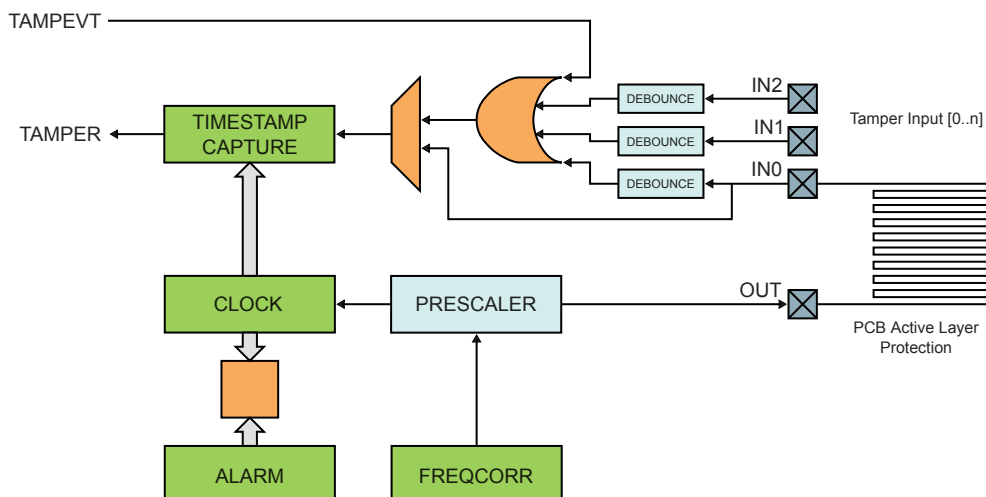 TAMPEVT
IN2
DEBOUNCE
Tamper Input [0..n]
TAMPER
TIMESTAMP
CAPTURE
IN1
DEBOUNCE
IN0
DEBOUNCE
CLOCK
PRESCALER
OUT
PCB Active Layer
Protection
ALARM
FREQCORR